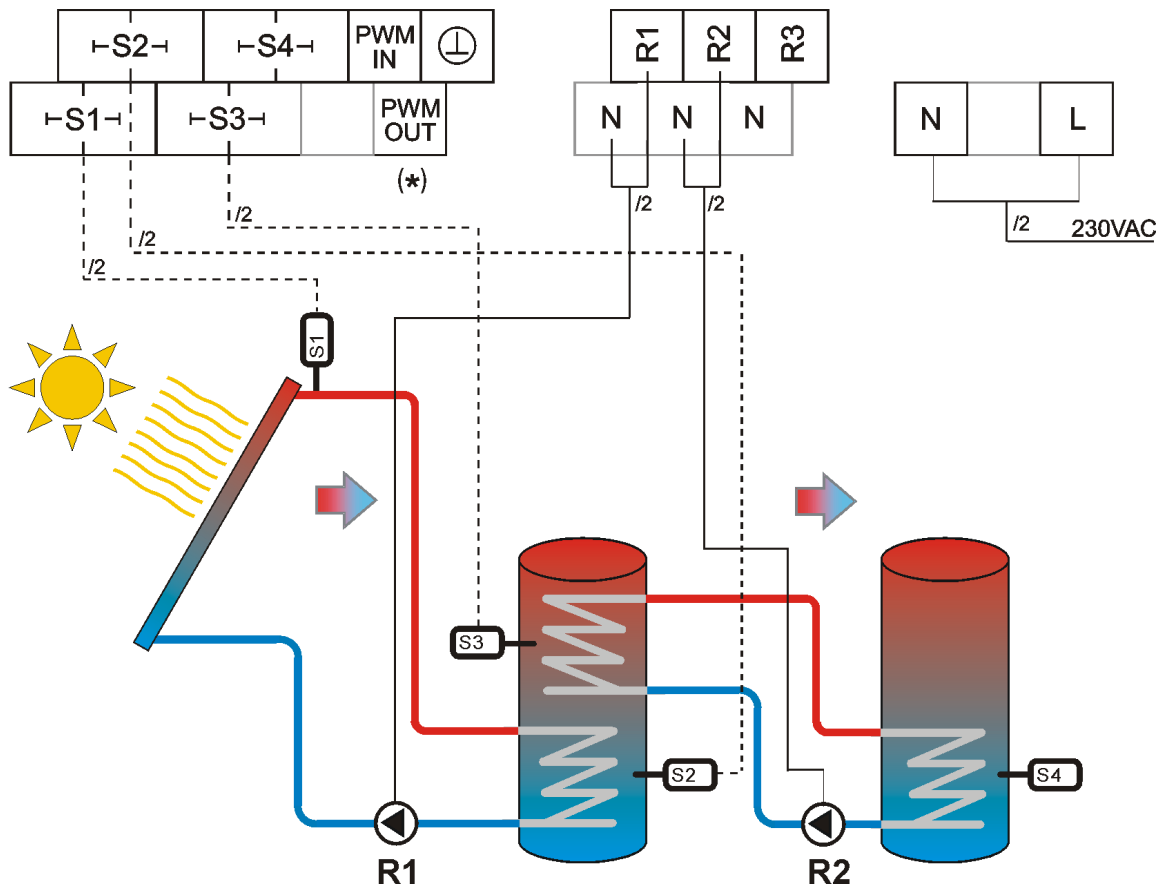 S2 S4 PWM IN
S1 S3 PWM OUT
(*)
R1 R2 R3
N N N
N L
/2
/2
/2
/2
/2
/2
230VAC
S1
S3
S2
S4
R1
R2